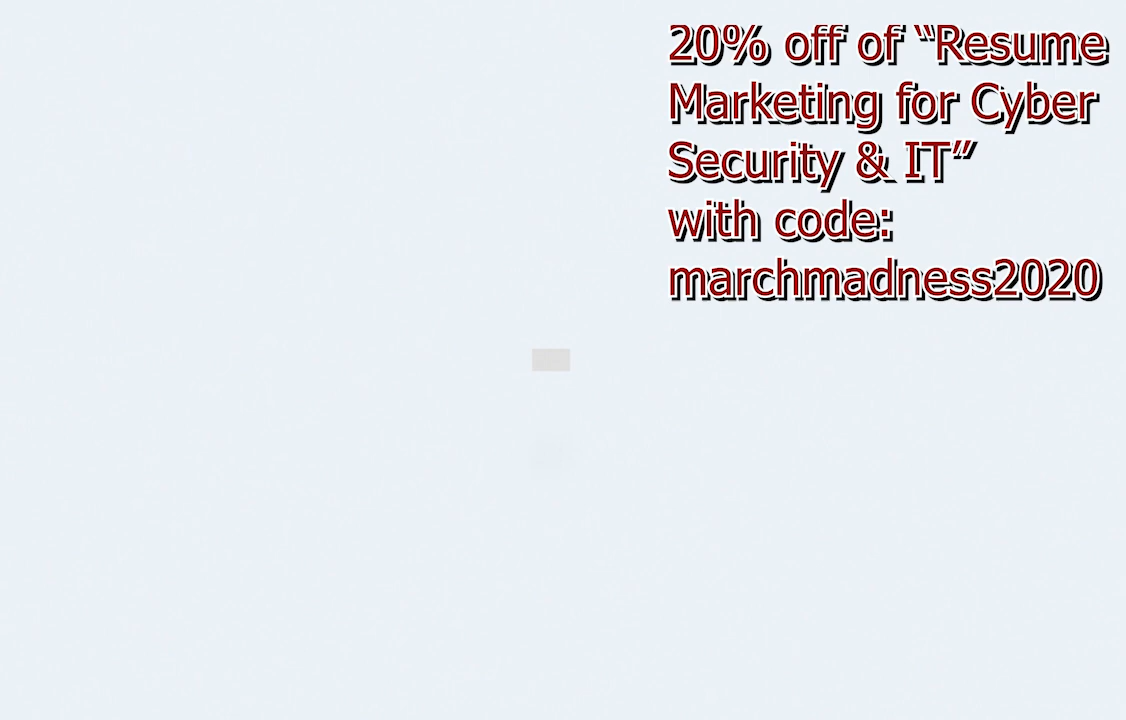 20% off of “Resume
Marketing for Cyber
Security & IT”
with code:
marchmadness2020